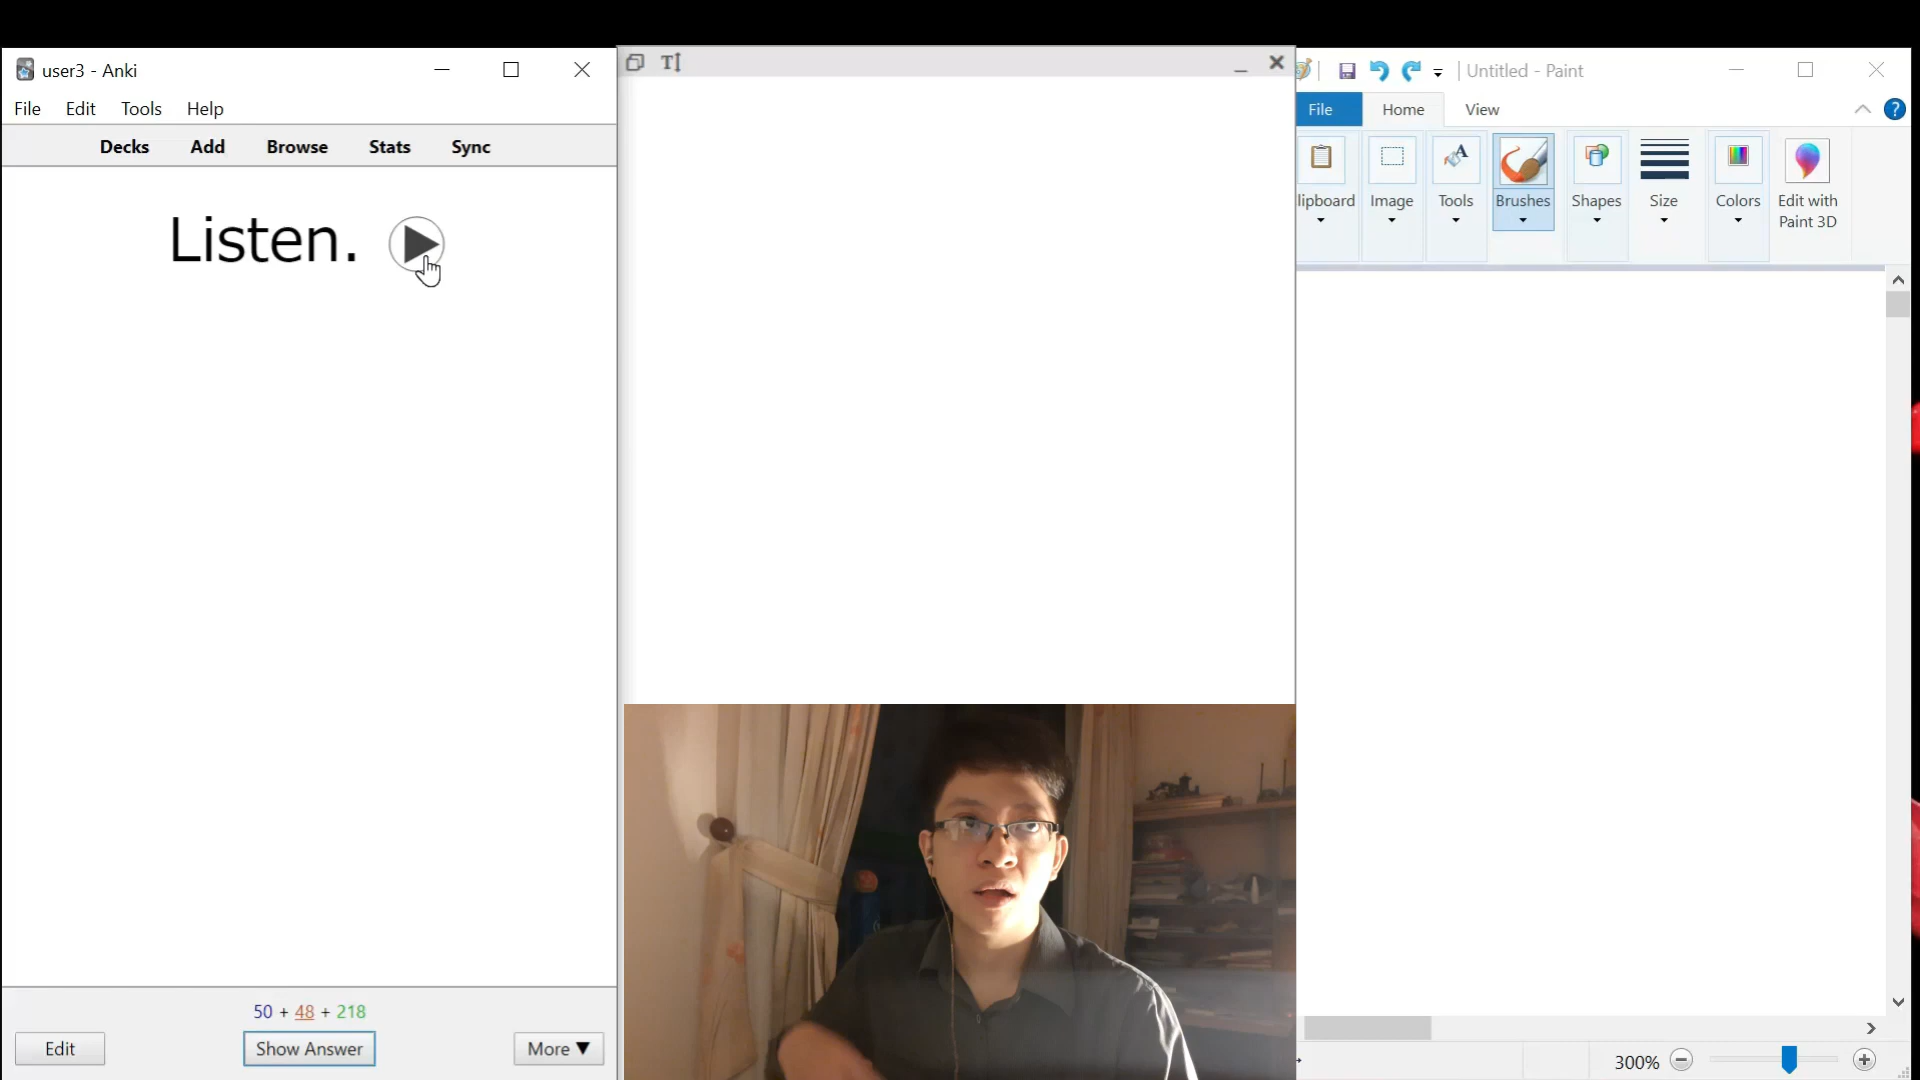 user3 - Anki
File Edit Tools Help
Decks Add Browse Stats Sync
Listen.
50 + 48 + 218
Edit Show Answer More ▼
Untitled - Paint
File Home View
lipboard Image Tools Brushes Shapes Size Colors Edit with
Paint 3D
300%